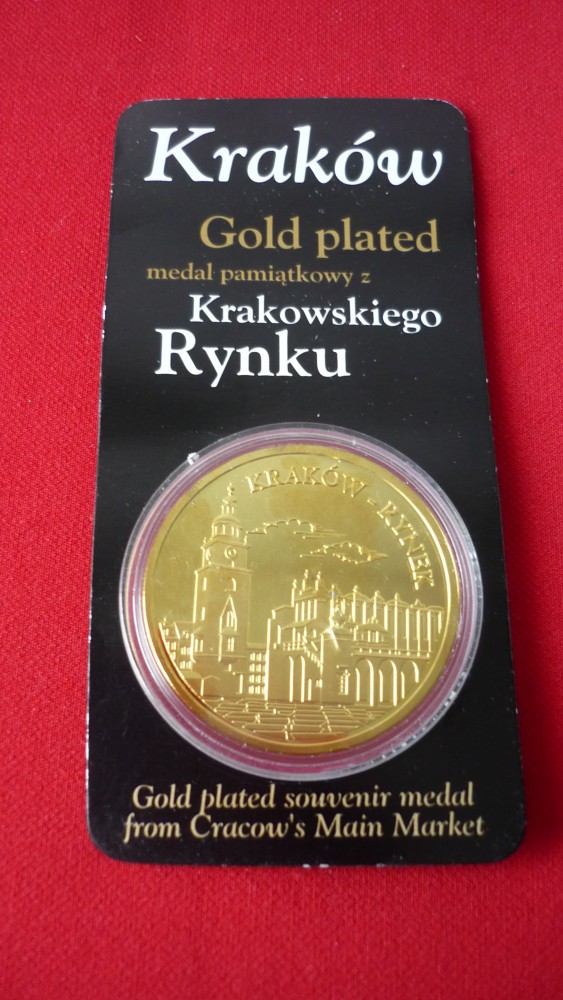 Kraków
Gold plated
medal pamiątkowy z
Krakowskiego
Rynku
KRAKÓW - RYNEK
Gold plated souvenir medal
from Cracow's Main Market